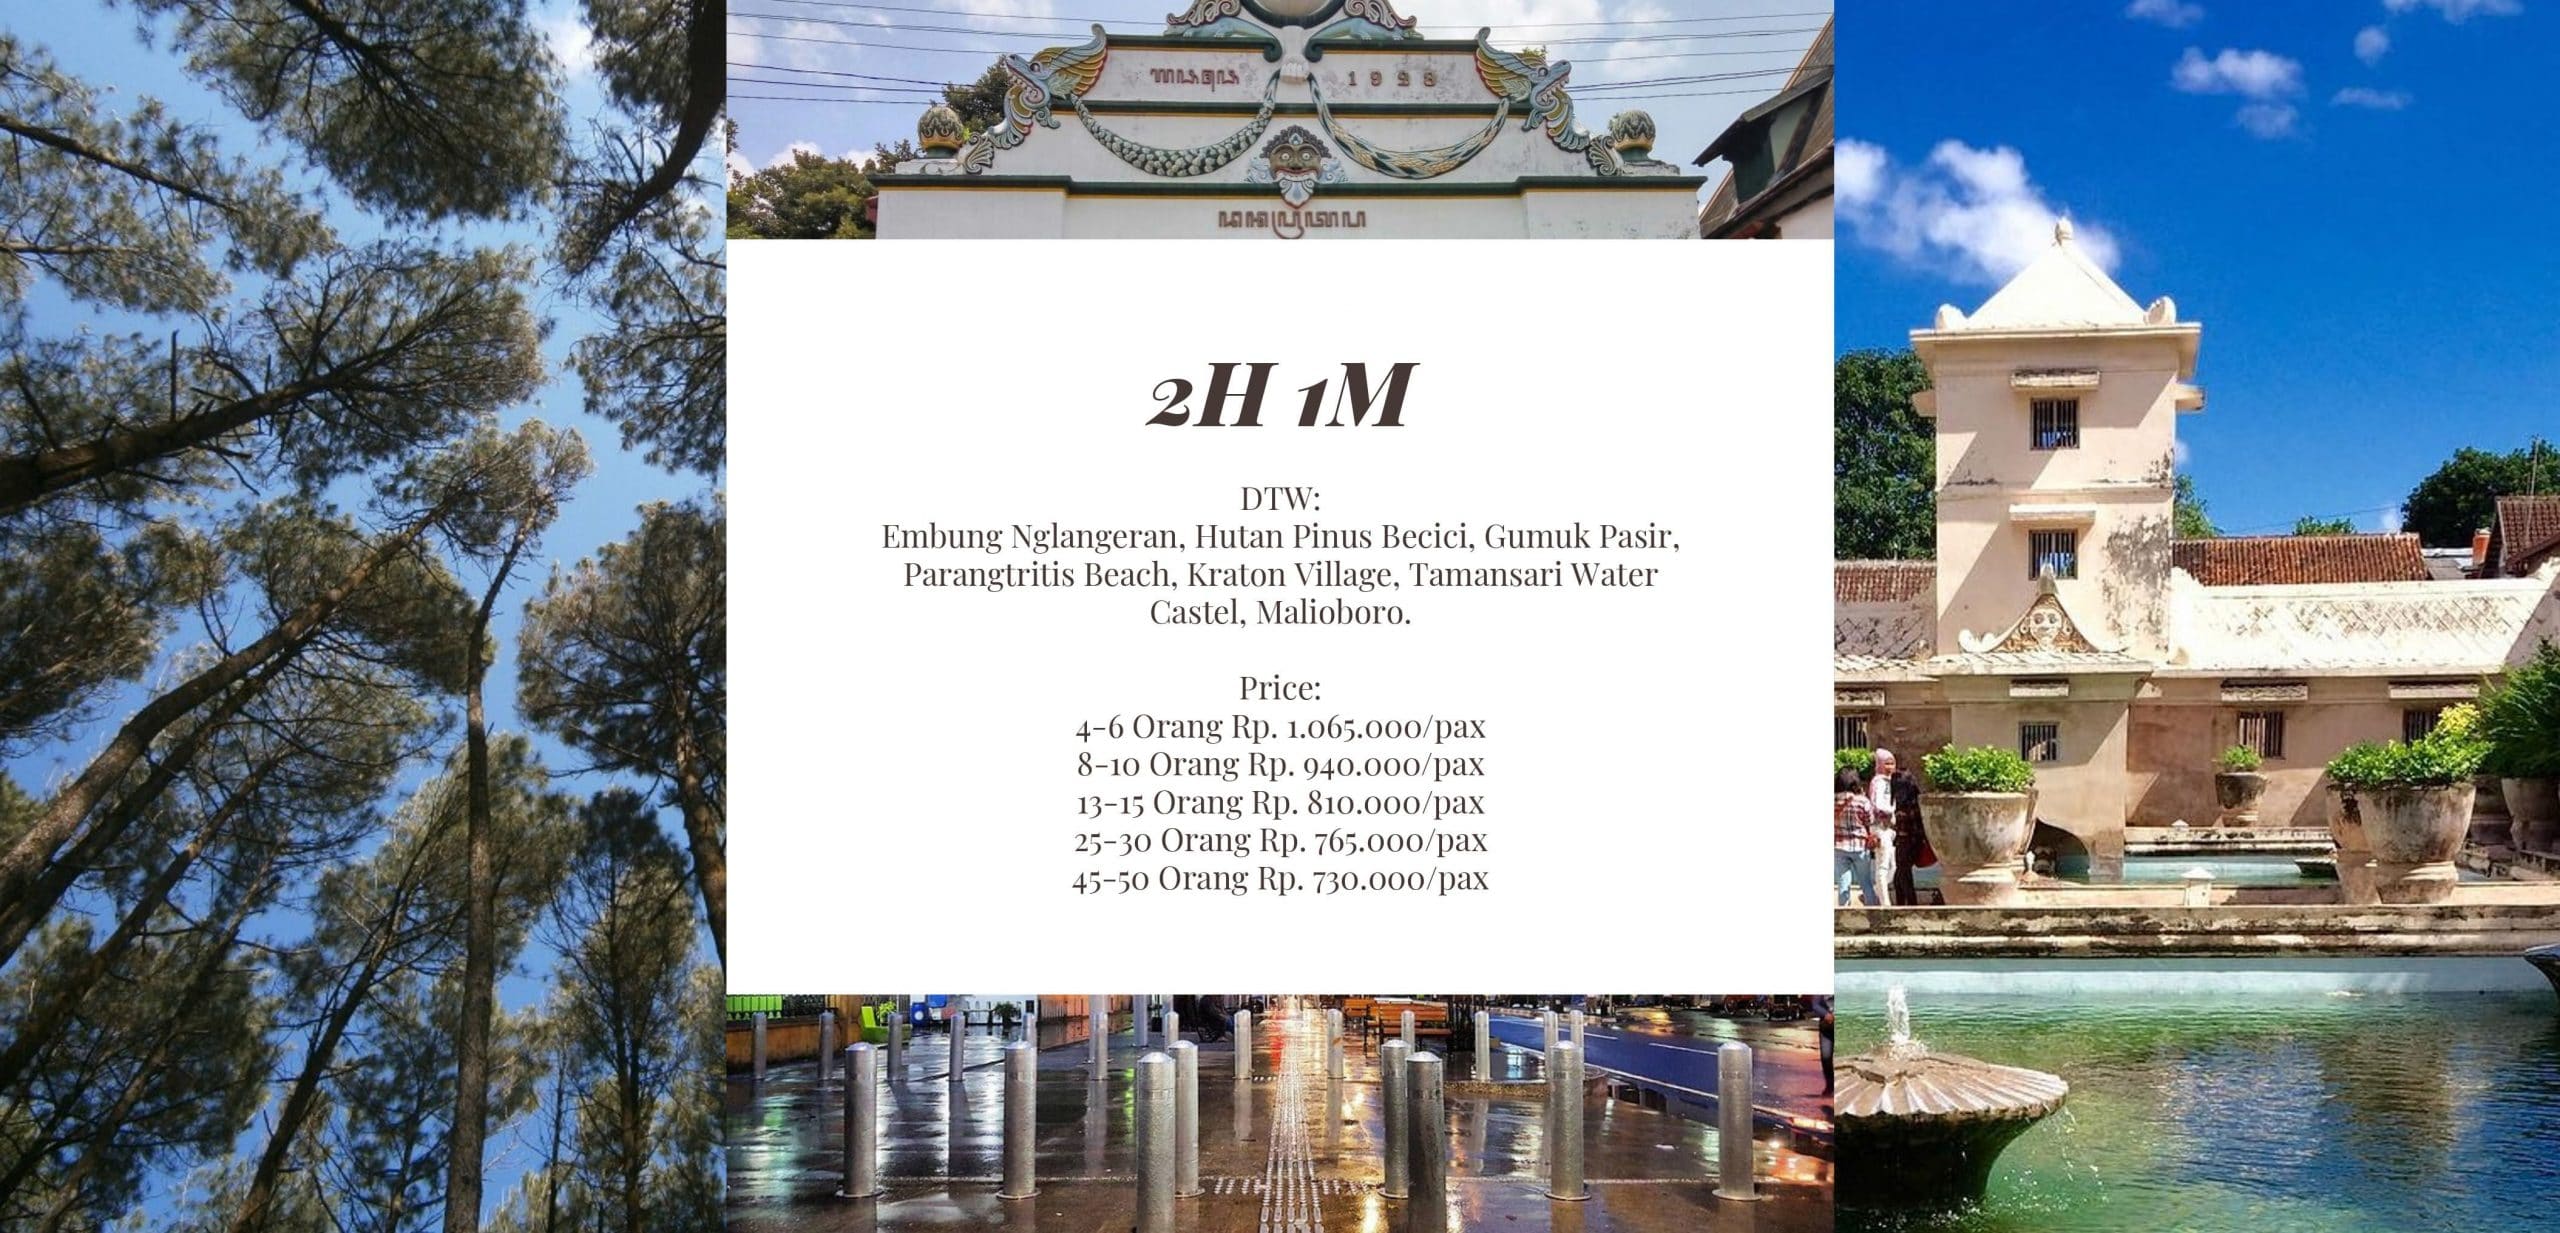 1928
2H 1M
DTW:
Embung Nglangeran, Hutan Pinus Becici, Gumuk Pasir,
Parangtritis Beach, Kraton Village, Tamansari Water
Castel, Malioboro.
Price:
4-6 Orang Rp. 1.065.000/pax
8-10 Orang Rp. 940.000/pax
13-15 Orang Rp. 810.000/pax
25-30 Orang Rp. 765.000/pax
45-50 Orang Rp. 730.000/pax